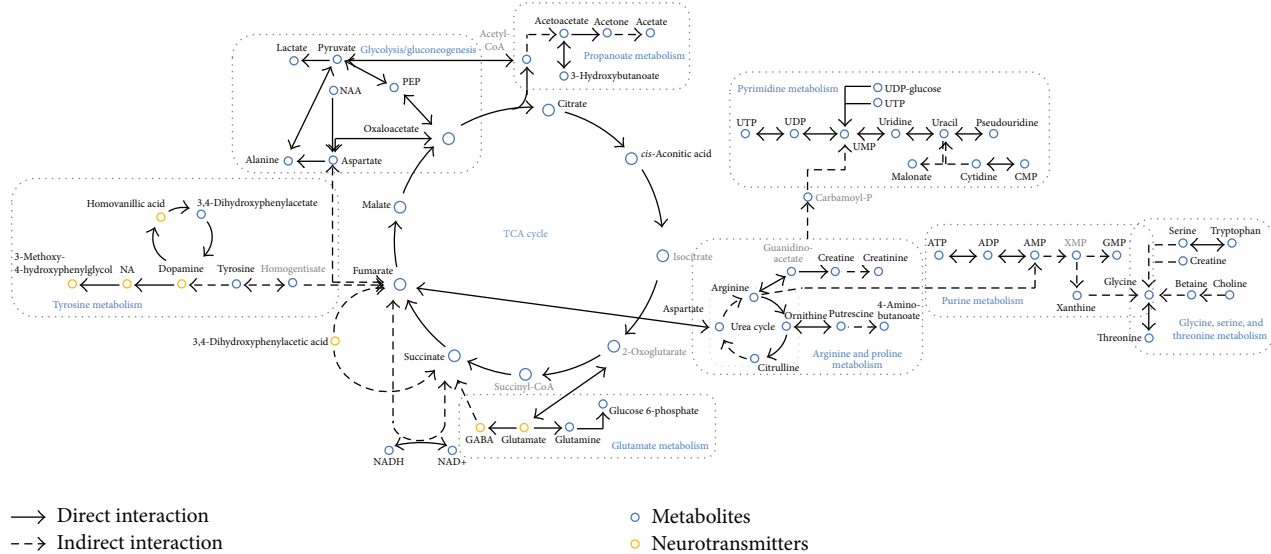 Acetyl-
CoA
Acetoacetate
Acetone
Acetate
Propanoate metabolism
3-Hydroxybutanoate
Lactate
Pyruvate
Glycolysis/gluconeogenesis
PEP
NAA
Oxaloacetate
Alanine
Aspartate
Citrate
cis-Aconitic acid
Isocitrate
TCA cycle
Malate
Fumarate
Succinate
Succinyl-CoA
2-Oxoglutarate
Pyrimidine metabolism
UDP-glucose
UTP
UTP
UDP
UMP
Uridine
Uracil
Pseudouridine
Malonate
Cytidine
CMP
Carbamoyl-P
Homovanillic acid
3,4-Dihydroxyphenylacetate
3-Methoxy-
4-hydroxyphenylglycol
NA
Dopamine
Tyrosine
Homogentisate
Tyrosine metabolism
3,4-Dihydroxyphenylacetic acid
NADH
NAD+
GABA
Glutamate
Glutamine
Glucose 6-phosphate
Glutamate metabolism
Guanidino-
acetate
Creatine
Creatinine
Arginine
Aspartate
Urea cycle
Ornithine
Putrescine
4-Amino-
butanoate
Citrulline
Arginine and proline
metabolism
ATP
ADP
AMP
XMP
GMP
Purine metabolism
Xanthine
Serine
Tryptophan
Creatine
Glycine
Betaine
Choline
Threonine
Glycine, serine, and
threonine metabolism
Direct interaction
Indirect interaction
Metabolites
Neurotransmitters